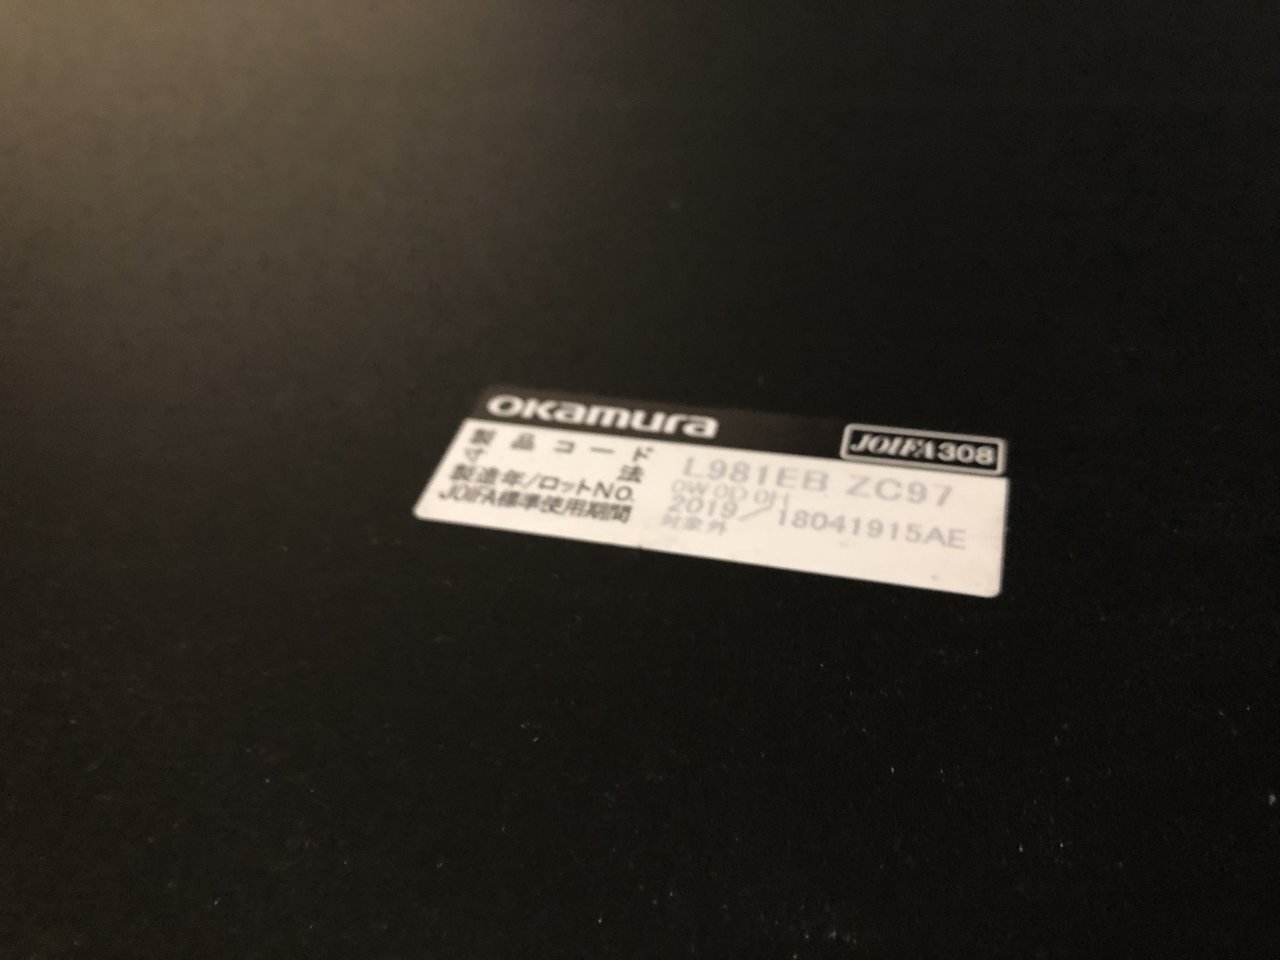 okamura
JOIFA308
製品コード L981EB ZC97
寸法 0W0D0H
製造年/ロットNO. 2019/18041915AE
JOIFA標準使用期間 対象外